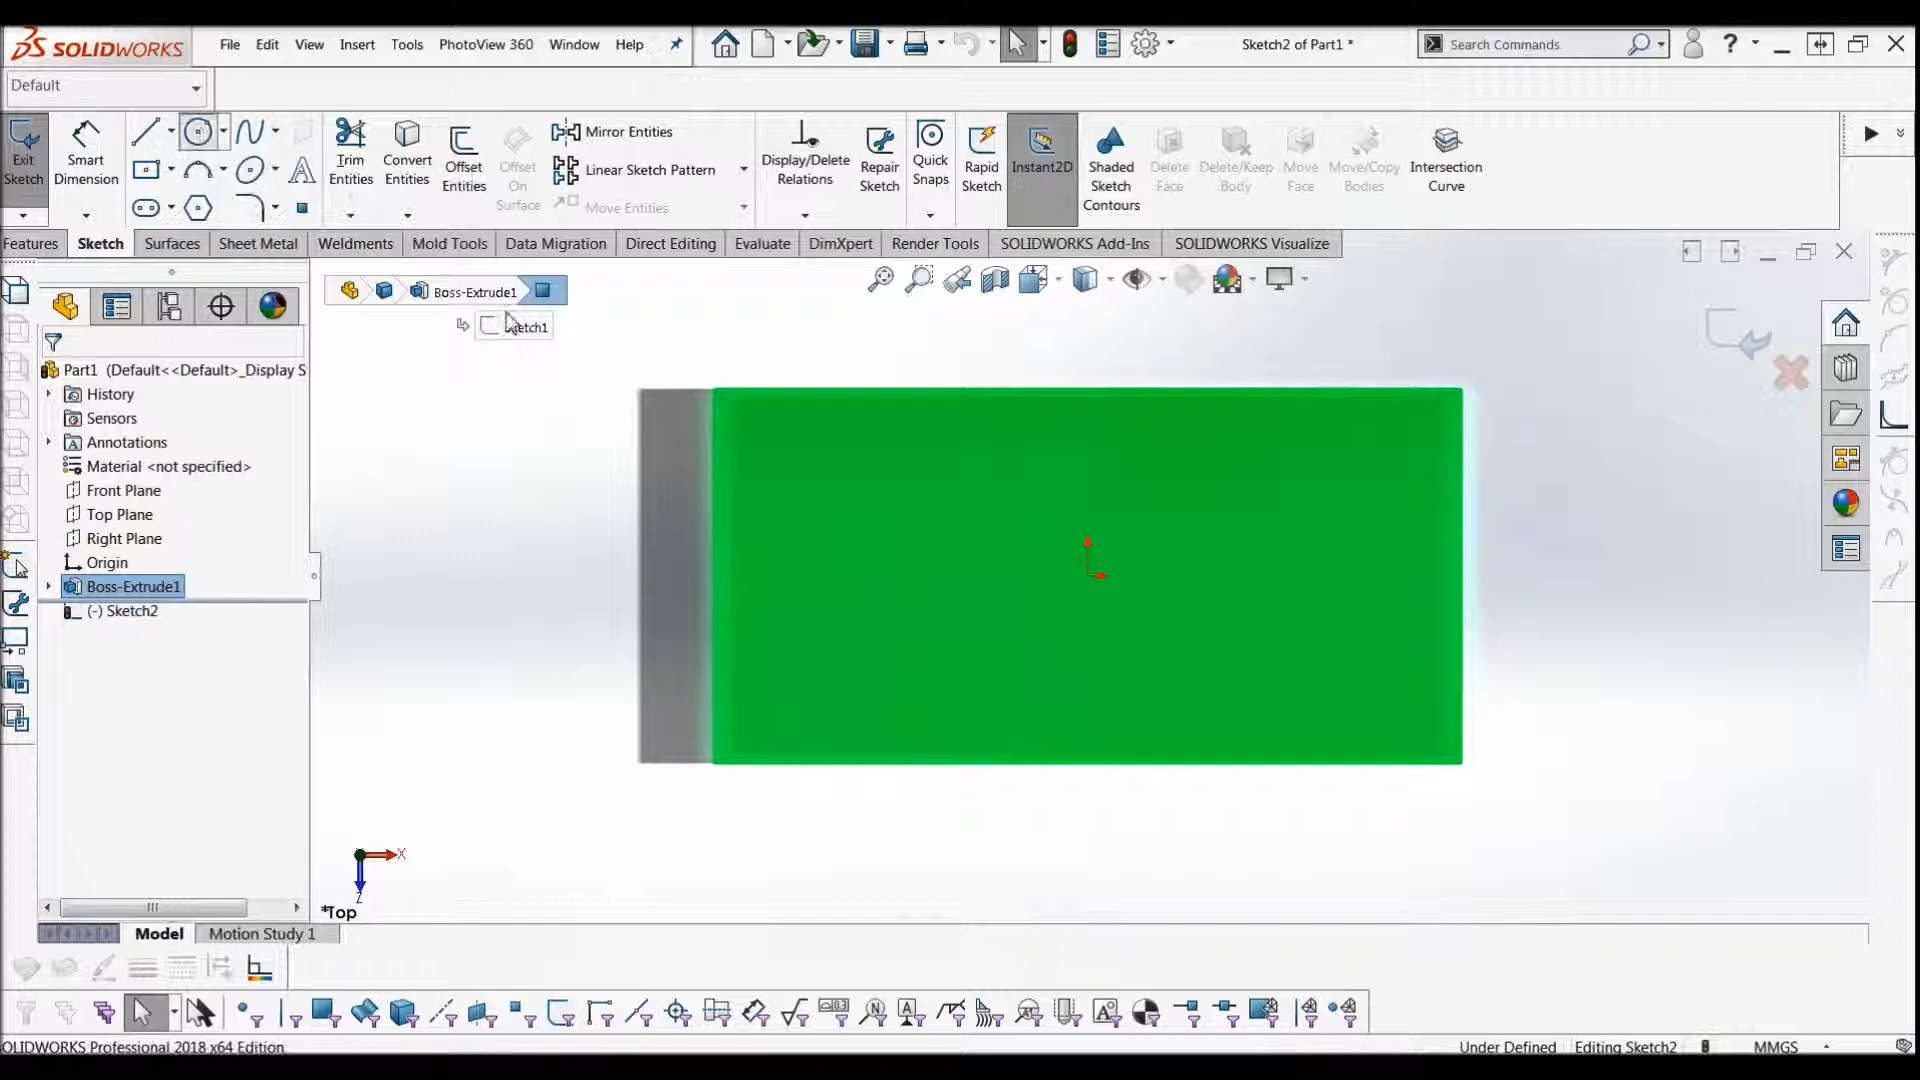 SOLIDWORKS
File Edit View Insert Tools PhotoView 360 Window Help
Sketch2 of Part1 *
Search Commands
Default
Exit Sketch
Smart Dimension
Trim Entities
Convert Entities
Offset Entities
Offset On Surface
Mirror Entities
Linear Sketch Pattern
Move Entities
Display/Delete Relations
Repair Sketch
Quick Snaps
Rapid Sketch
Instant2D
Shaded Sketch Contours
Delete Face
Delete/Keep Body
Move Face
Move/Copy Bodies
Intersection Curve
Features Sketch Surfaces Sheet Metal Weldments Mold Tools Data Migration Direct Editing Evaluate DimXpert Render Tools SOLIDWORKS Add-Ins SOLIDWORKS Visualize
Boss-Extrude1
ketch1
Part1 (Default<<Default>_Display S
History
Sensors
Annotations
Material <not specified>
Front Plane
Top Plane
Right Plane
Origin
Boss-Extrude1
(-) Sketch2
X
Z
*Top
Model Motion Study 1
OLIDWORKS Professional 2018 x64 Edition
Under Defined Editing Sketch2 MMGS